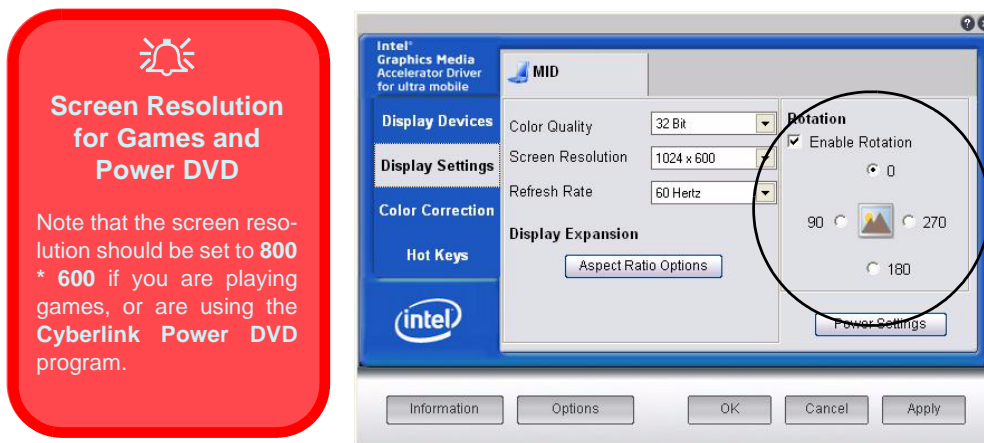 Screen Resolution
for Games and
Power DVD
Note that the screen reso-
lution should be set to 800
* 600 if you are playing
games, or are using the
Cyberlink Power DVD
program.
Intel®
Graphics Media
Accelerator Driver
for ultra mobile
MID
Display Devices
Display Settings
Color Correction
Hot Keys
intel
Color Quality
32 Bit
Screen Resolution
1024 x 600
Refresh Rate
60 Hertz
Display Expansion
Aspect Ratio Options
Rotation
Enable Rotation
0
90
270
180
Power Settings
Information
Options
OK
Cancel
Apply